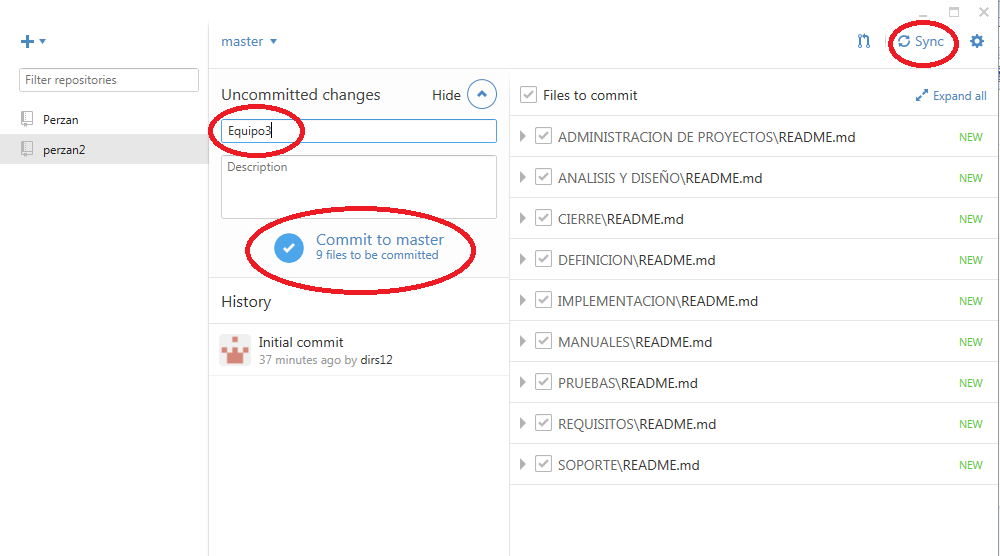 master
Sync
Filter repositories
Perzan
perzan2
Uncommitted changes
Hide
Equipo3
Description
Commit to master
9 files to be committed
History
Initial commit
37 minutes ago by dirs12
Files to commit
Expand all
ADMINISTRACION DE PROYECTOS\README.md NEW
ANALISIS Y DISEÑO\README.md NEW
CIERRE\README.md NEW
DEFINICION\README.md NEW
IMPLEMENTACION\README.md NEW
MANUALES\README.md NEW
PRUEBAS\README.md NEW
REQUISITOS\README.md NEW
SOPORTE\README.md NEW